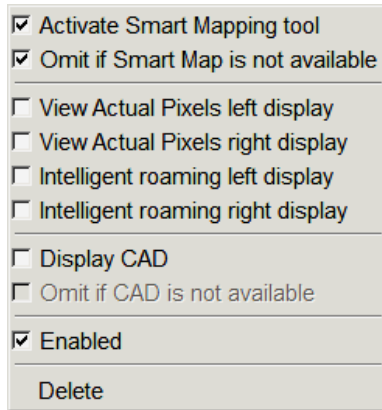 Activate Smart Mapping tool
Omit if Smart Map is not available
View Actual Pixels left display
View Actual Pixels right display
Intelligent roaming left display
Intelligent roaming right display
Display CAD
Omit if CAD is not available
Enabled
Delete